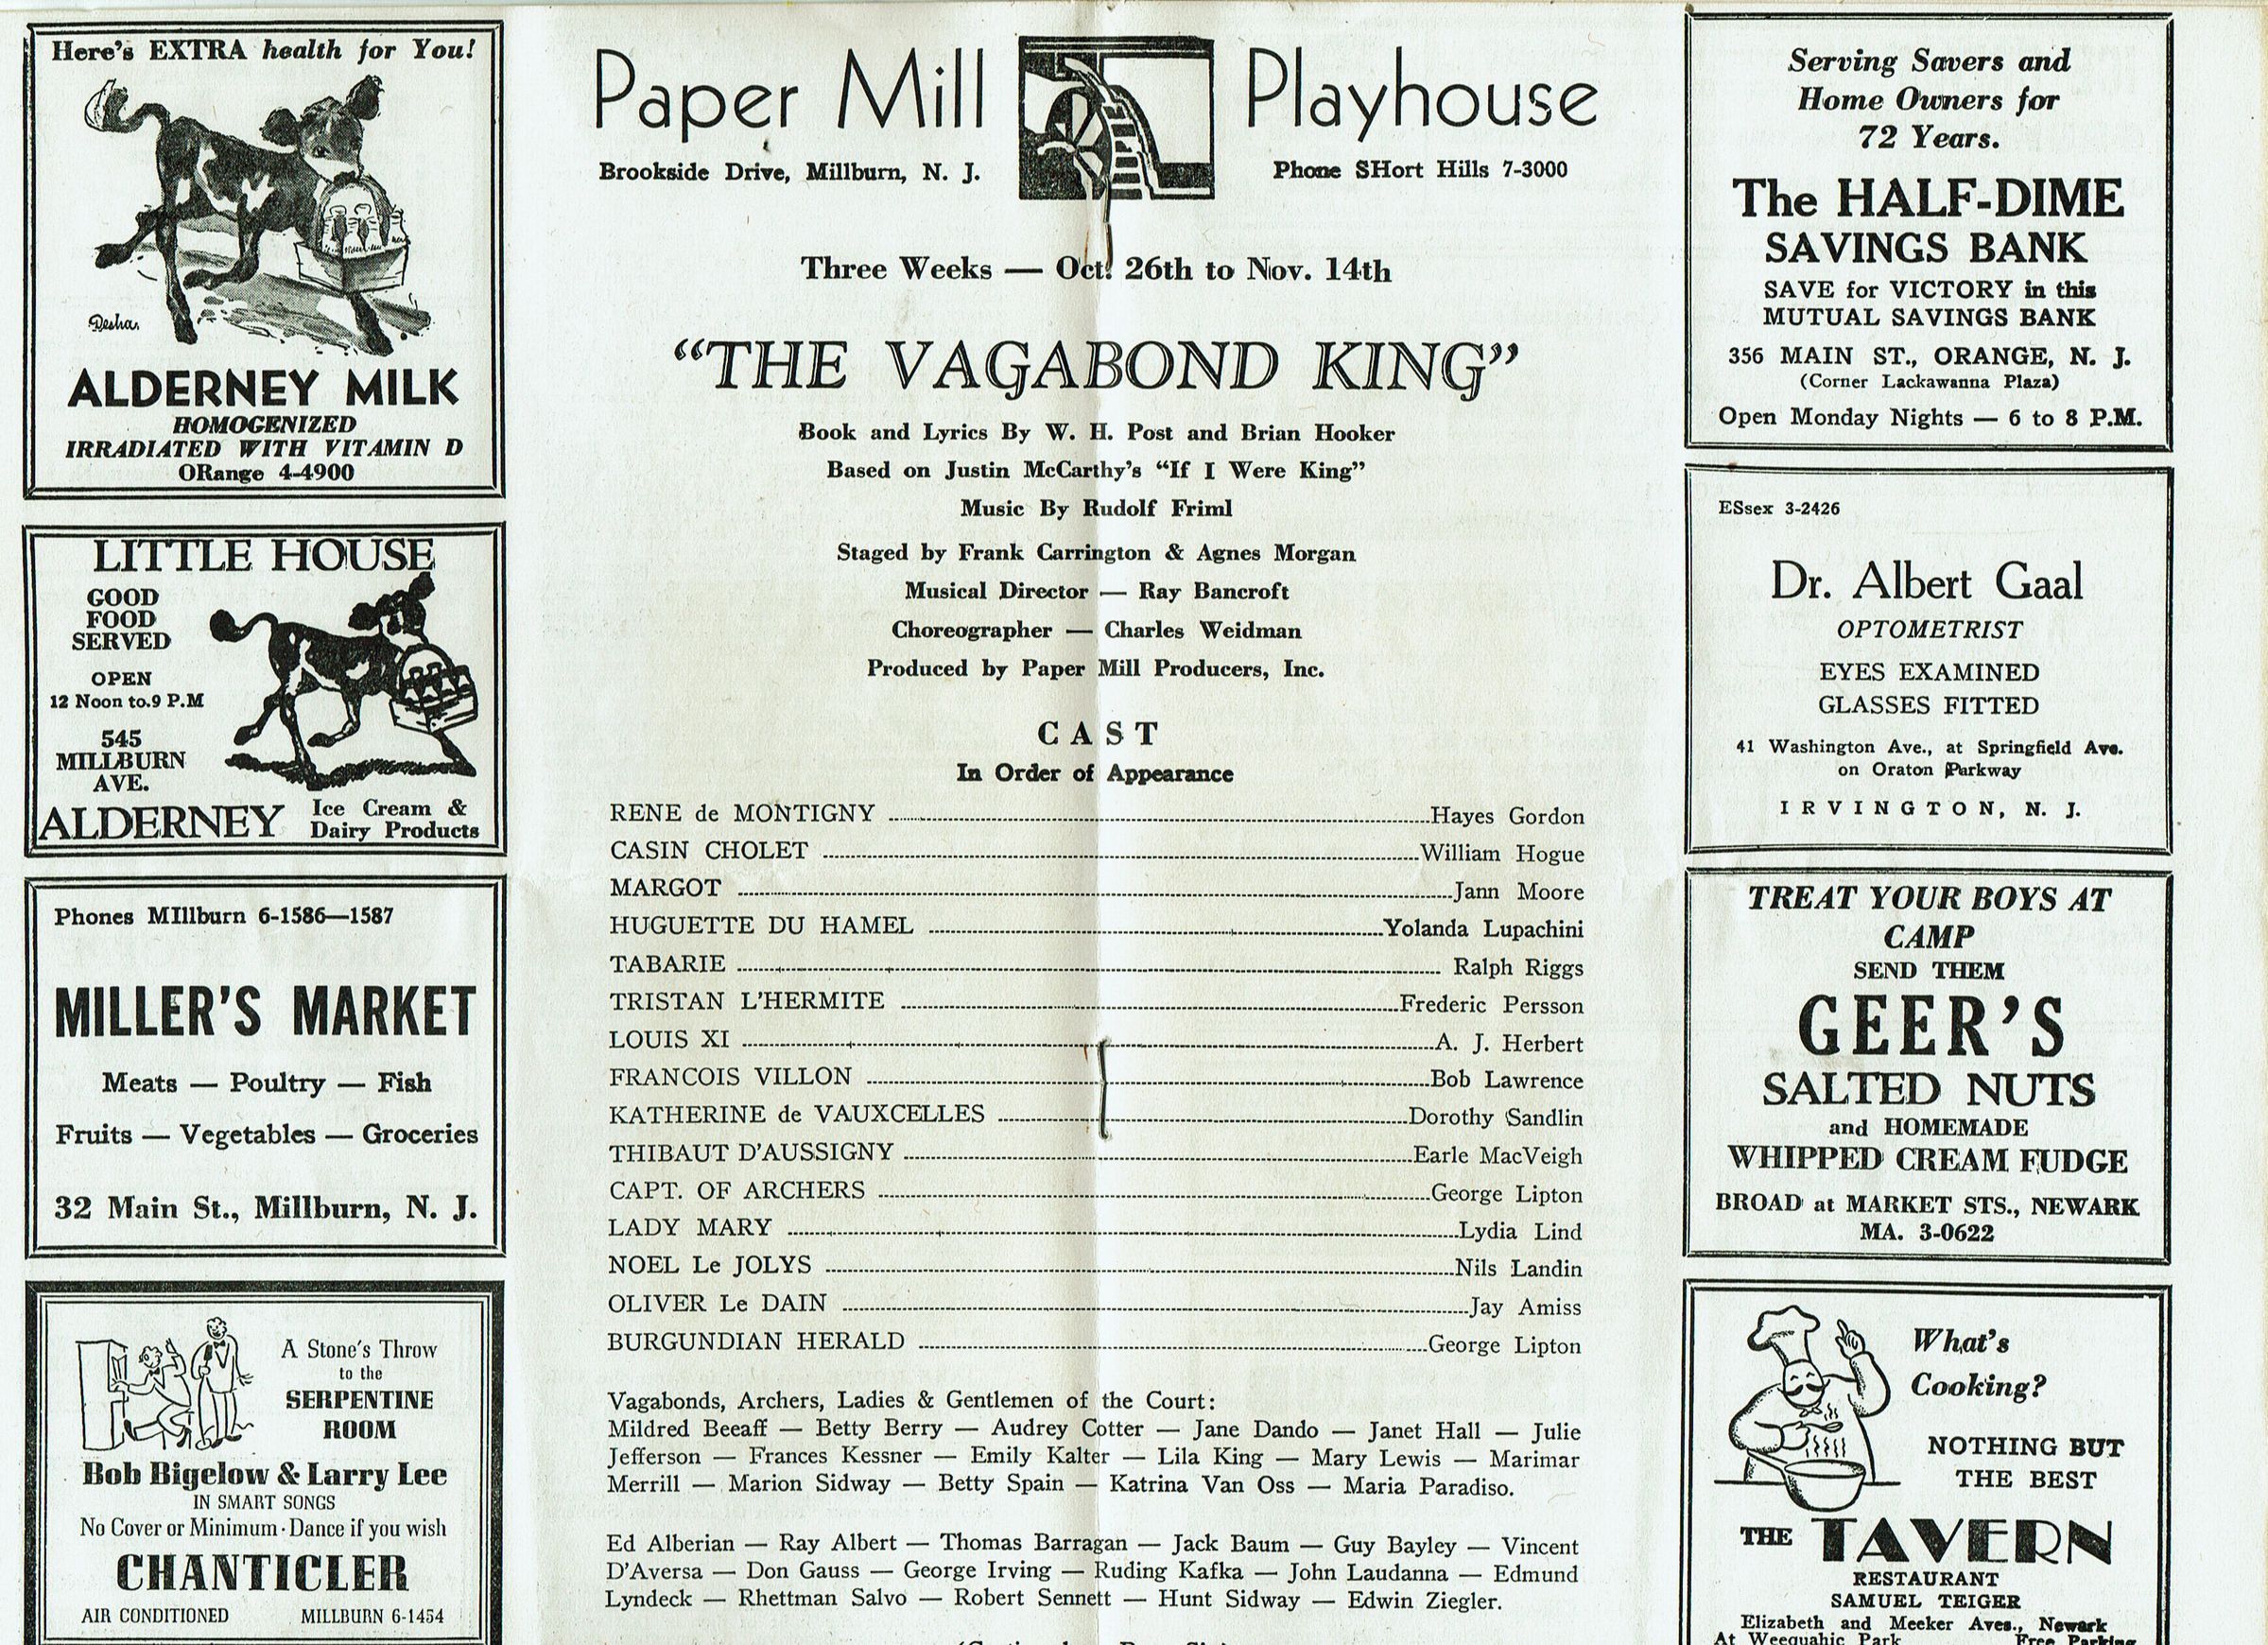 Here's EXTRA health for You!
Desha.
ALDERNEY MILK
HOMOGENIZED
IRRADIATED WITH VITAMIN D
ORange 4-4900
LITTLE HOUSE
GOOD
FOOD
SERVED
OPEN
12 Noon to.9 P.M
545
MILLBURN
AVE.
ALDERNEY
Ice Cream &
Dairy Products
Phones MIllburn 6-1586—1587
MILLER'S MARKET
Meats — Poultry — Fish
Fruits — Vegetables — Groceries
32 Main St., Millburn, N. J.
A Stone's Throw
to the
SERPENTINE
ROOM
Bob Bigelow & Larry Lee
IN SMART SONGS
No Cover or Minimum · Dance if you wish
CHANTICLER
AIR CONDITIONED MILLBURN 6-1454
Paper Mill Playhouse
Brookside Drive, Millburn, N. J.
Phone SHort Hills 7-3000
Three Weeks — Oct. 26th to Nov. 14th
"THE VAGABOND KING"
Book and Lyrics By W. H. Post and Brian Hooker
Based on Justin McCarthy's "If I Were King"
Music By Rudolf Friml
Staged by Frank Carrington & Agnes Morgan
Musical Director — Ray Bancroft
Choreographer — Charles Weidman
Produced by Paper Mill Producers, Inc.
CAST
In Order of Appearance
RENE de MONTIGNY Hayes Gordon
CASIN CHOLET William Hogue
MARGOT Jann Moore
HUGUETTE DU HAMEL Yolanda Lupachini
TABARIE Ralph Riggs
TRISTAN L'HERMITE Frederic Persson
LOUIS XI A. J. Herbert
FRANCOIS VILLON Bob Lawrence
KATHERINE de VAUXCELLES Dorothy Sandlin
THIBAUT D'AUSSIGNY Earle MacVeigh
CAPT. OF ARCHERS George Lipton
LADY MARY Lydia Lind
NOEL Le JOLYS Nils Landin
OLIVER Le DAIN Jay Amiss
BURGUNDIAN HERALD George Lipton
Vagabonds, Archers, Ladies & Gentlemen of the Court:
Mildred Beeaff — Betty Berry — Audrey Cotter — Jane Dando — Janet Hall — Julie
Jefferson — Frances Kessner — Emily Kalter — Lila King — Mary Lewis — Marimar
Merrill — Marion Sidway — Betty Spain — Katrina Van Oss — Maria Paradiso.
Ed Alberian — Ray Albert — Thomas Barragan — Jack Baum — Guy Bayley — Vincent
D'Aversa — Don Gauss — George Irving — Ruding Kafka — John Laudanna — Edmund
Lyndeck — Rhettman Salvo — Robert Sennett — Hunt Sidway — Edwin Ziegler.
Serving Savers and
Home Owners for
72 Years.
The HALF-DIME
SAVINGS BANK
SAVE for VICTORY in this
MUTUAL SAVINGS BANK
356 MAIN ST., ORANGE, N. J.
(Corner Lackawanna Plaza)
Open Monday Nights — 6 to 8 P.M.
ESsex 3-2426
Dr. Albert Gaal
OPTOMETRIST
EYES EXAMINED
GLASSES FITTED
41 Washington Ave., at Springfield Ave.
on Oraton Parkway
IRVINGTON, N. J.
TREAT YOUR BOYS AT
CAMP
SEND THEM
GEER'S
SALTED NUTS
and HOMEMADE
WHIPPED CREAM FUDGE
BROAD at MARKET STS., NEWARK
MA. 3-0622
What's
Cooking?
NOTHING BUT
THE BEST
THE TAVERN
RESTAURANT
SAMUEL TEIGER
Elizabeth and Meeker Aves., Newark
At Weequahic Park Free Parking